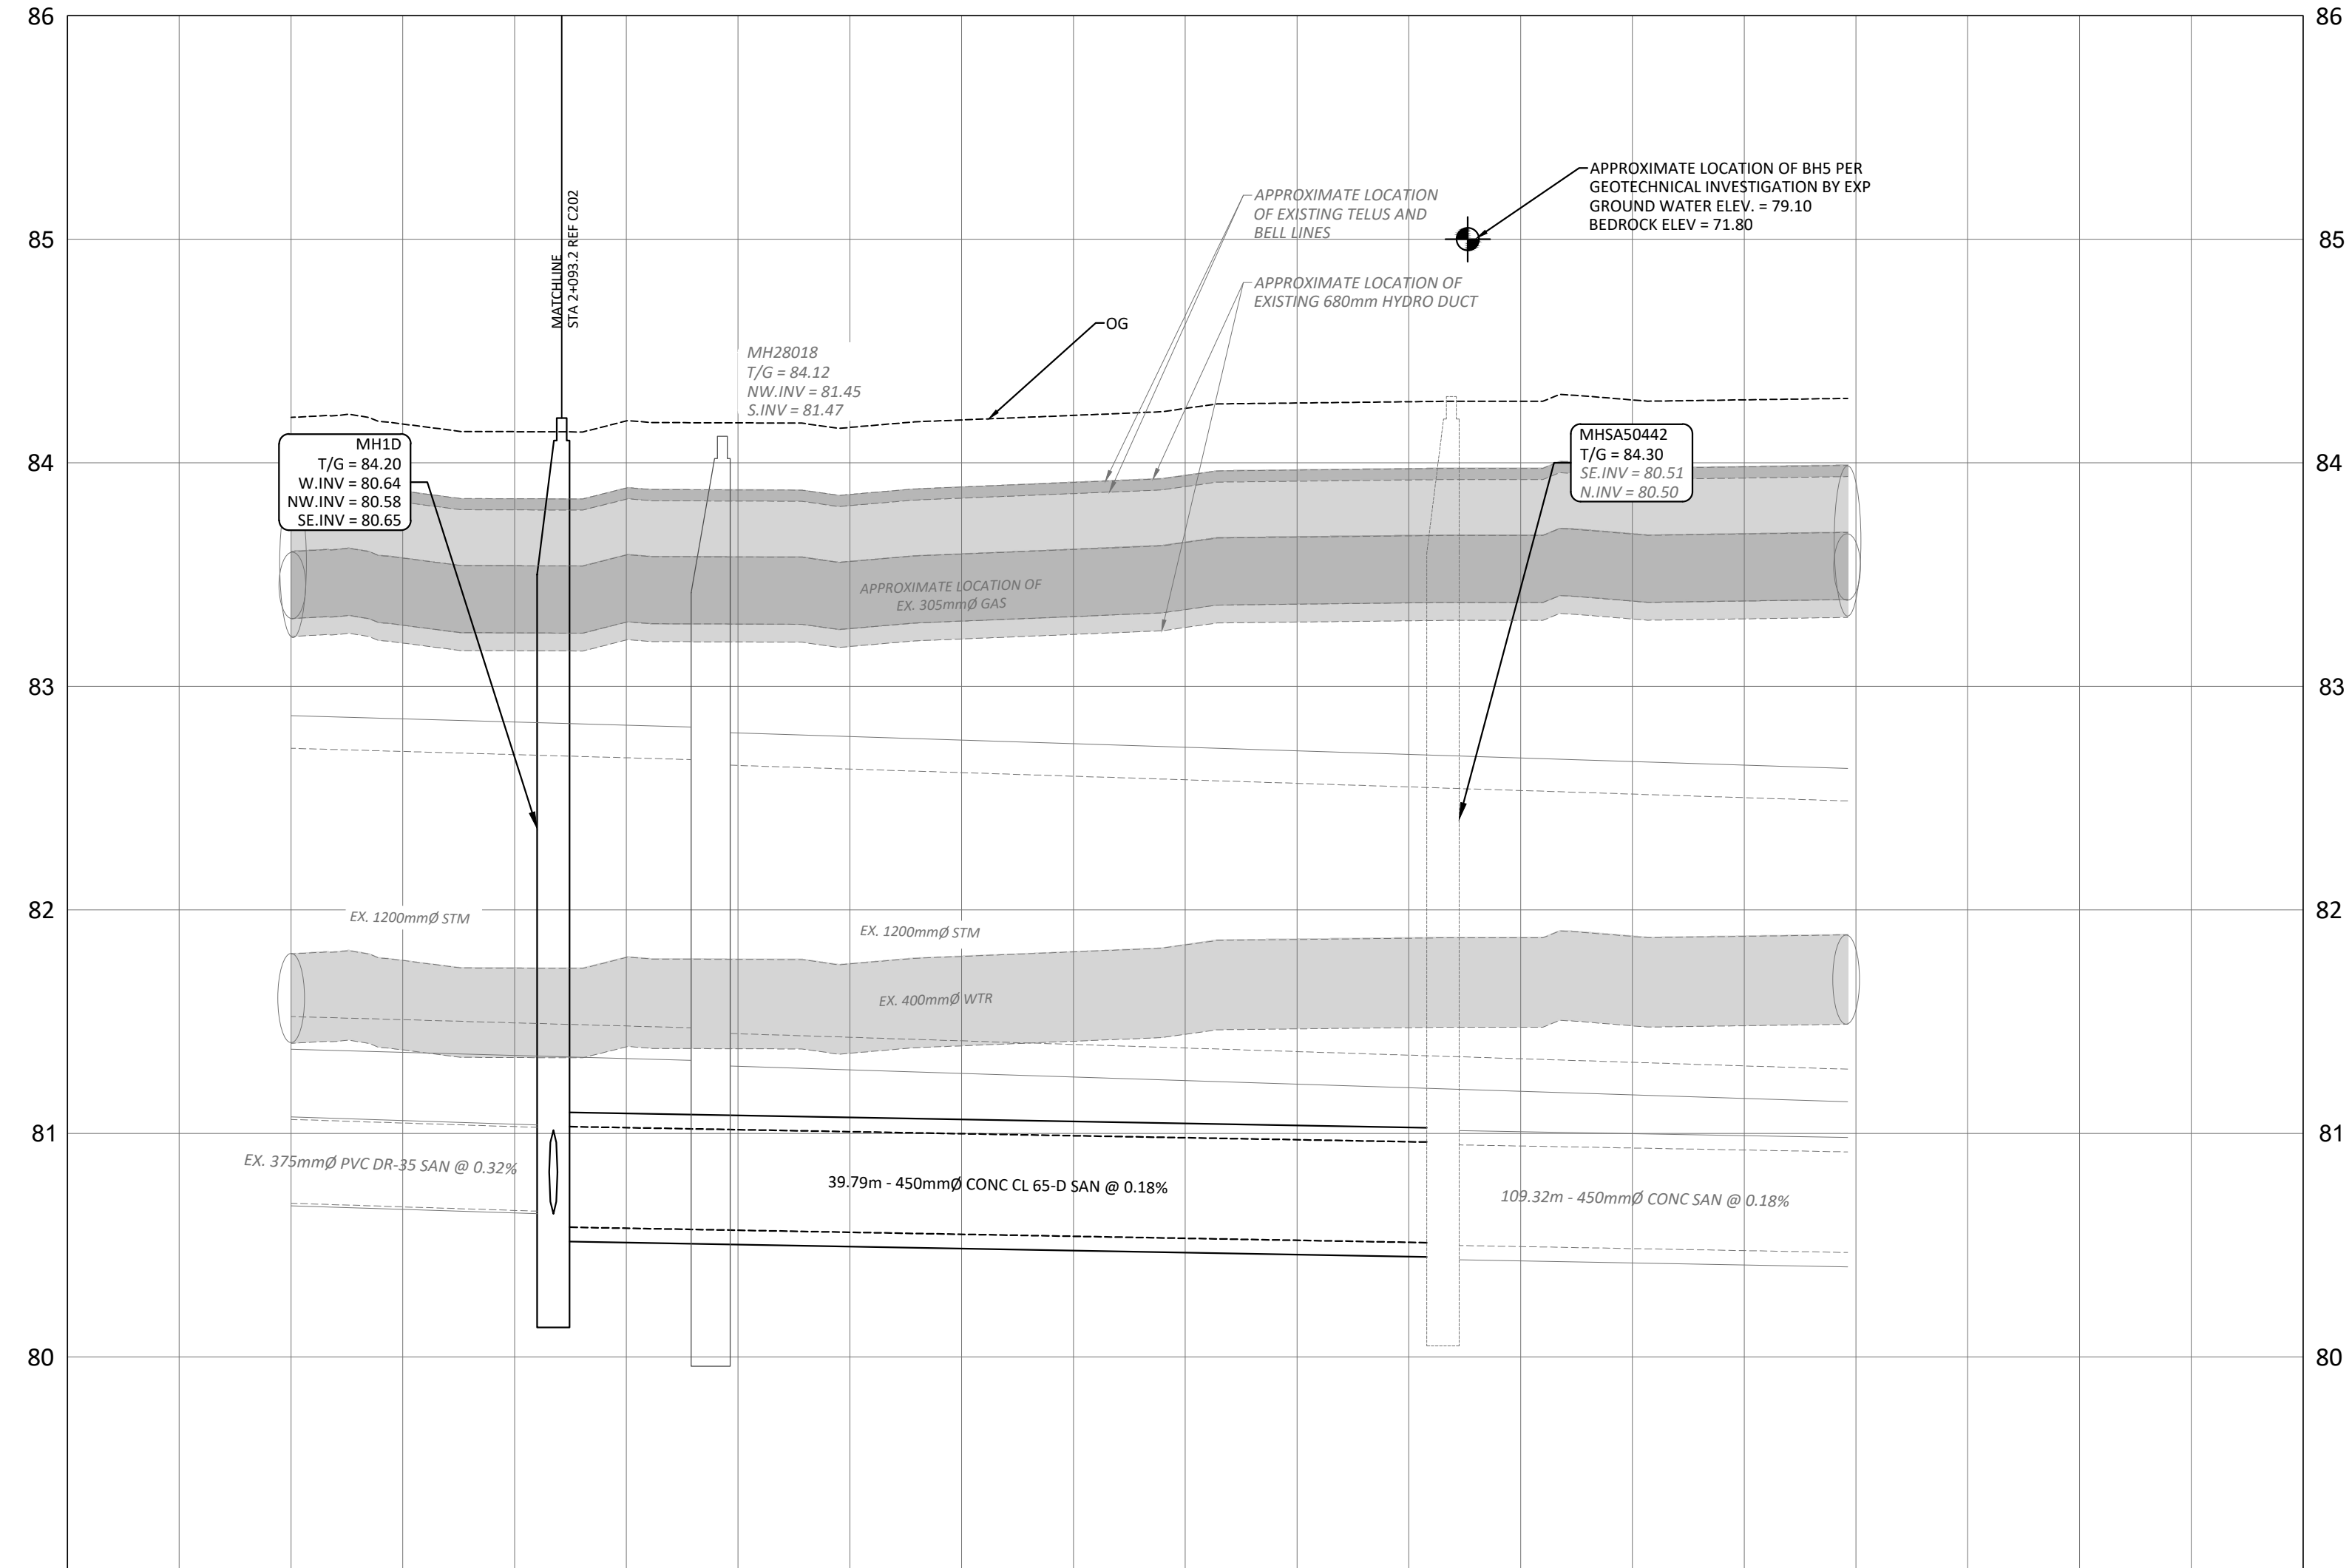 86
86
APPROXIMATE LOCATION OF BH5 PER
GEOTECHNICAL INVESTIGATION BY EXP
GROUND WATER ELEV. = 79.10
BEDROCK ELEV = 71.80
APPROXIMATE LOCATION
OF EXISTING TELUS AND
BELL LINES
85
85
MATCHLINE
STA 2+093.2 REF C202
APPROXIMATE LOCATION OF
EXISTING 680mm HYDRO DUCT
OG
MH28018
T/G = 84.12
NW.INV = 81.45
S.INV = 81.47
MH1D
T/G = 84.20
W.INV = 80.64
NW.INV = 80.58
SE.INV = 80.65
MHSA50442
T/G = 84.30
SE.INV = 80.51
N.INV = 80.50
84
84
APPROXIMATE LOCATION OF
EX. 305mmØ GAS
83
83
82
82
EX. 1200mmØ STM
EX. 1200mmØ STM
EX. 400mmØ WTR
81
81
EX. 375mmØ PVC DR-35 SAN @ 0.32%
39.79m - 450mmØ CONC CL 65-D SAN @ 0.18%
109.32m - 450mmØ CONC SAN @ 0.18%
80
80